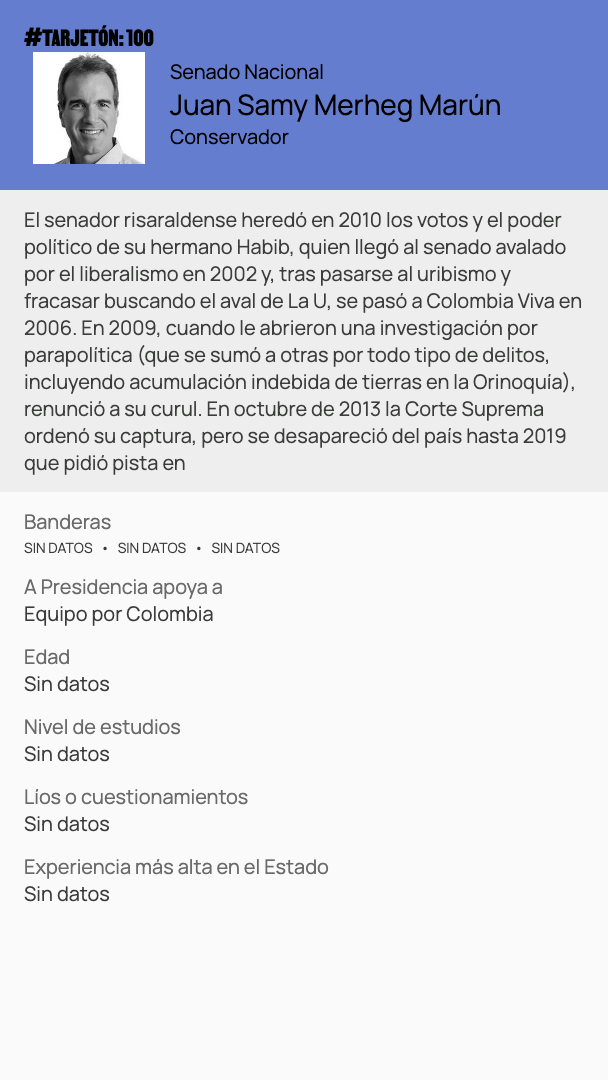 #TARJETÓN: 100
Senado Nacional
Juan Samy Merheg Marún
Conservador
El senador risaraldense heredó en 2010 los votos y el poder
político de su hermano Habib, quien llegó al senado avalado
por el liberalismo en 2002 y, tras pasarse al uribismo y
fracasar buscando el aval de La U, se pasó a Colombia Viva en
2006. En 2009, cuando le abrieron una investigación por
parapolítica (que se sumó a otras por todo tipo de delitos,
incluyendo acumulación indebida de tierras en la Orinoquía),
renunció a su curul. En octubre de 2013 la Corte Suprema
ordenó su captura, pero se desapareció del país hasta 2019
que pidió pista en
Banderas
SIN DATOS • SIN DATOS • SIN DATOS
A Presidencia apoya a
Equipo por Colombia
Edad
Sin datos
Nivel de estudios
Sin datos
Líos o cuestionamientos
Sin datos
Experiencia más alta en el Estado
Sin datos